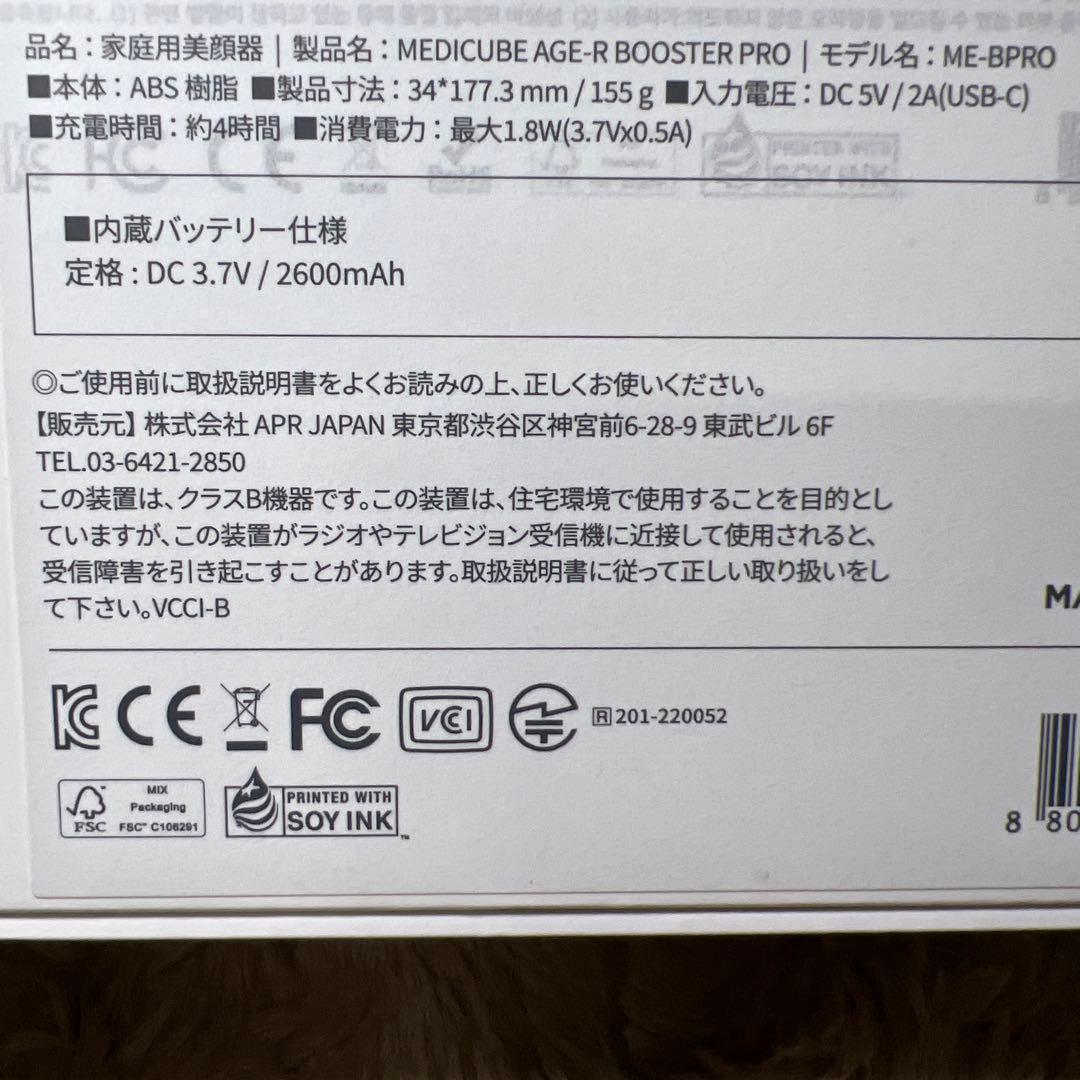 品名：家庭用美顔器 | 製品名：MEDICUBE AGE-R BOOSTER PRO | モデル名：ME-BPRO
■本体：ABS 樹脂 ■製品寸法：34*177.3 mm / 155 g ■入力電圧：DC 5V / 2A(USB-C)
■充電時間：約4時間 ■消費電力：最大1.8W(3.7Vx0.5A)
PRINTED WITH
SOY INK
■内蔵バッテリー仕様
定格 : DC 3.7V / 2600mAh
◎ご使用前に取扱説明書をよくお読みの上、正しくお使いください。
【販売元】 株式会社 APR JAPAN 東京都渋谷区神宮前6-28-9 東武ビル 6F
TEL.03-6421-2850
この装置は、クラスB機器です。この装置は、住宅環境で使用することを目的とし
ていますが、この装置がラジオやテレビジョン受信機に近接して使用されると、
受信障害を引き起こすことがあります。取扱説明書に従って正しい取り扱いをし
て下さい。VCCI-B
MA
KC CE FC VCI R 201-220052
FSC
MIX
Packaging
FSC™ C106291
PRINTED WITH
SOY INK™
8 80